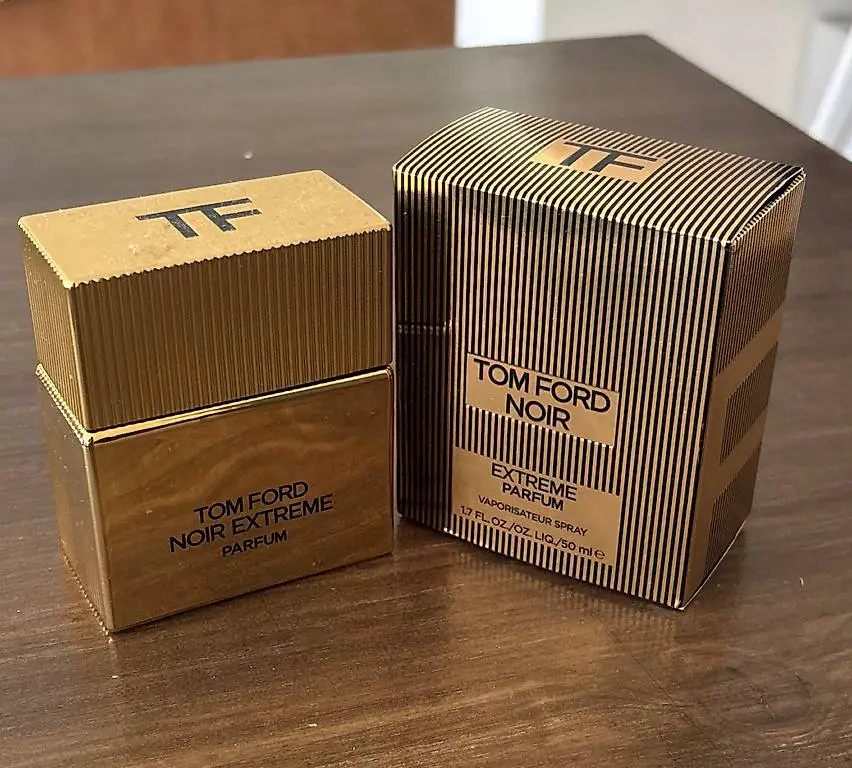 TF
TOM FORD
NOIR EXTREME
PARFUM
TF
TOM FORD
NOIR
EXTREME
PARFUM
VAPORISATEUR SPRAY
1.7 FL.OZ./OZ. LIQ./50 ml ℮